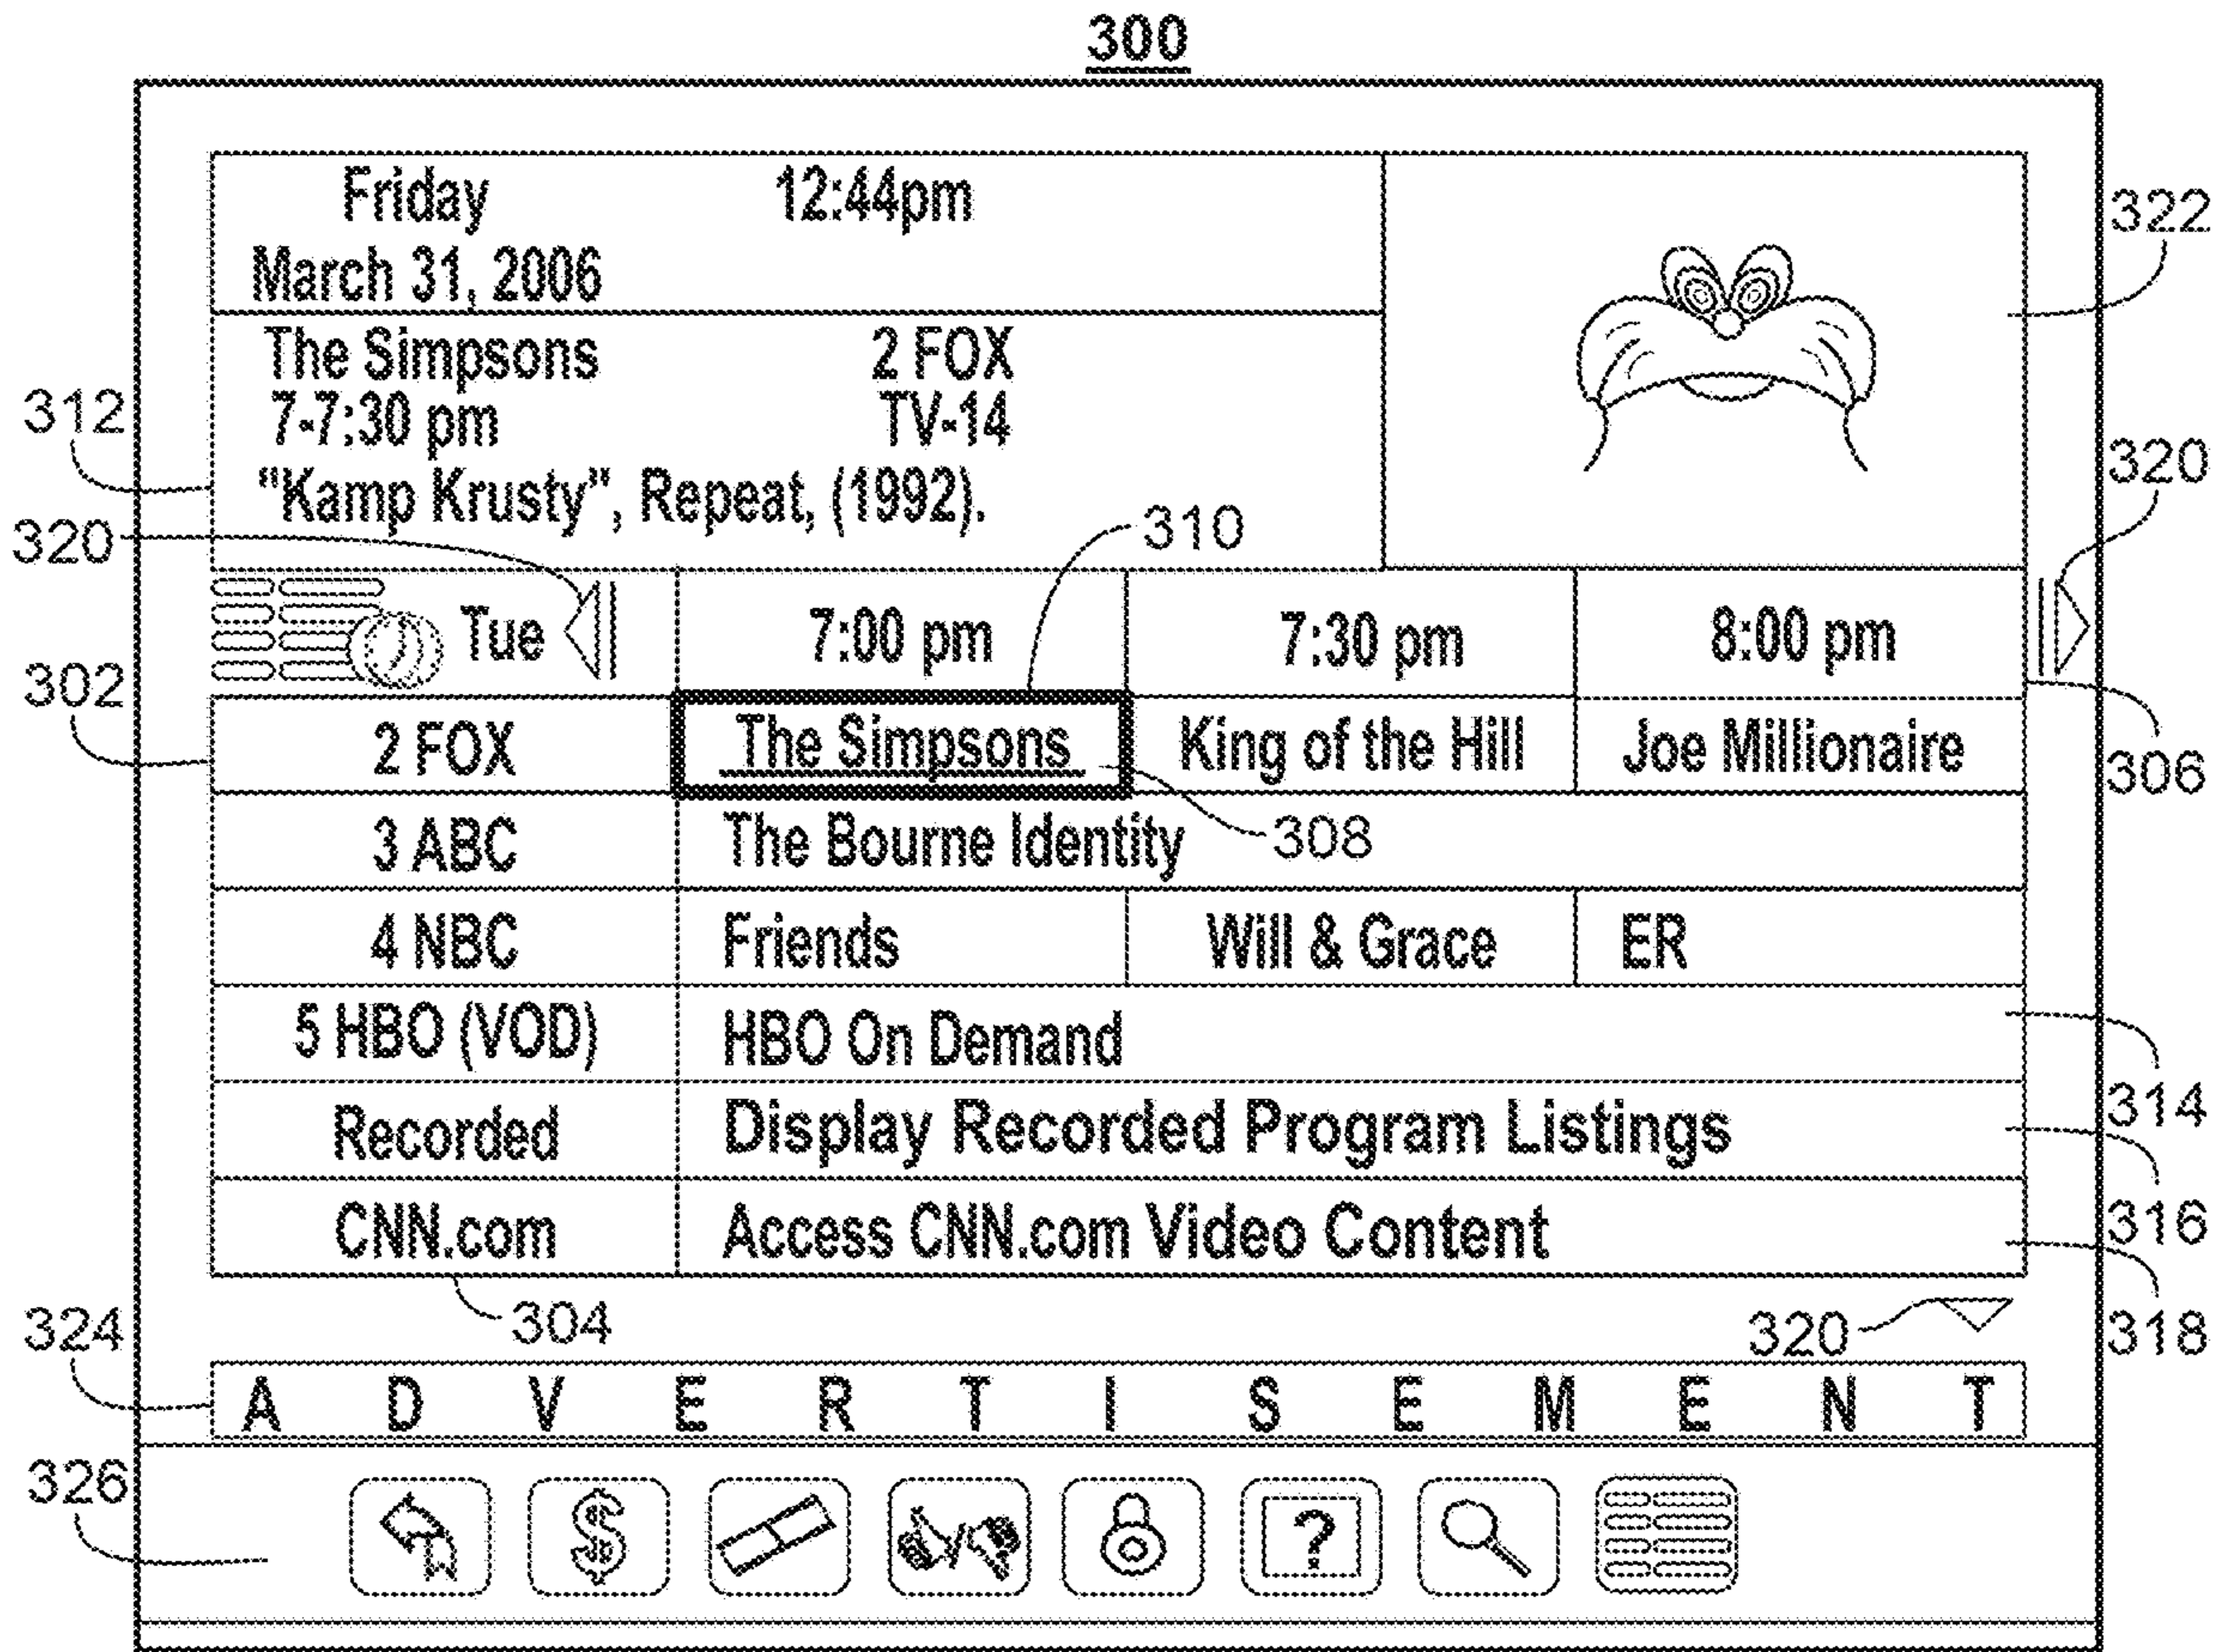 300
Friday 12:44pm
March 31, 2006
322
The Simpsons 2 FOX
312
7-7:30 pm TV-14
320
"Kamp Krusty", Repeat, (1992).
320
310
Tue 7:00 pm 7:30 pm 8:00 pm
302
2 FOX The Simpsons King of the Hill Joe Millionaire
306
3 ABC The Bourne Identity 308
4 NBC Friends Will & Grace ER
5 HBO (VOD) HBO On Demand
314
Recorded Display Recorded Program Listings
316
CNN.com Access CNN.com Video Content
304
324
320
318
A D V E R T I S E M E N T
326
$ ?